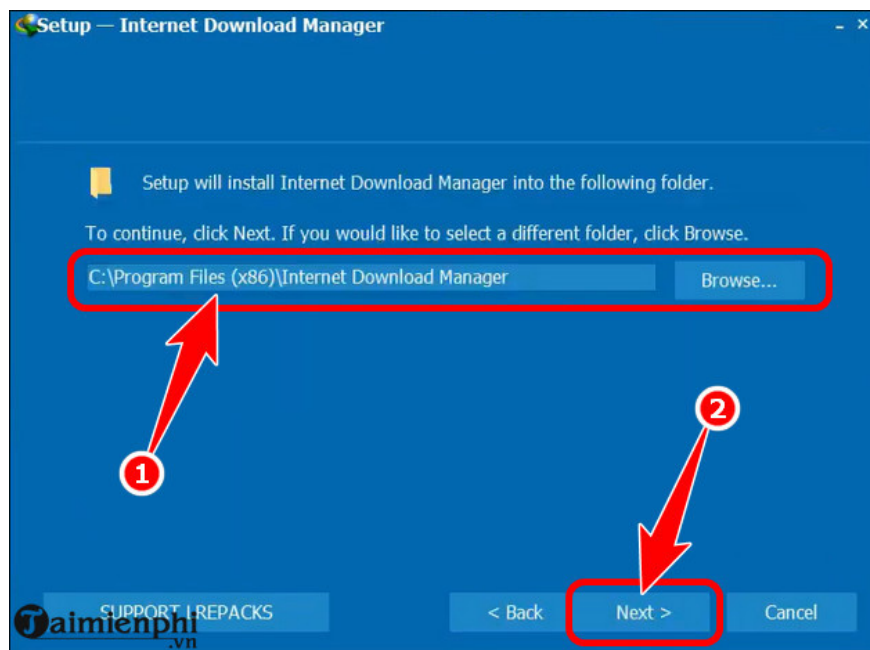 Setup — Internet Download Manager
Setup will install Internet Download Manager into the following folder.
To continue, click Next. If you would like to select a different folder, click Browse.
C:\Program Files (x86)\Internet Download Manager
Browse...
1
2
SUPPORT LREPACKS
< Back
Next >
Cancel
Taimienphi
.vn